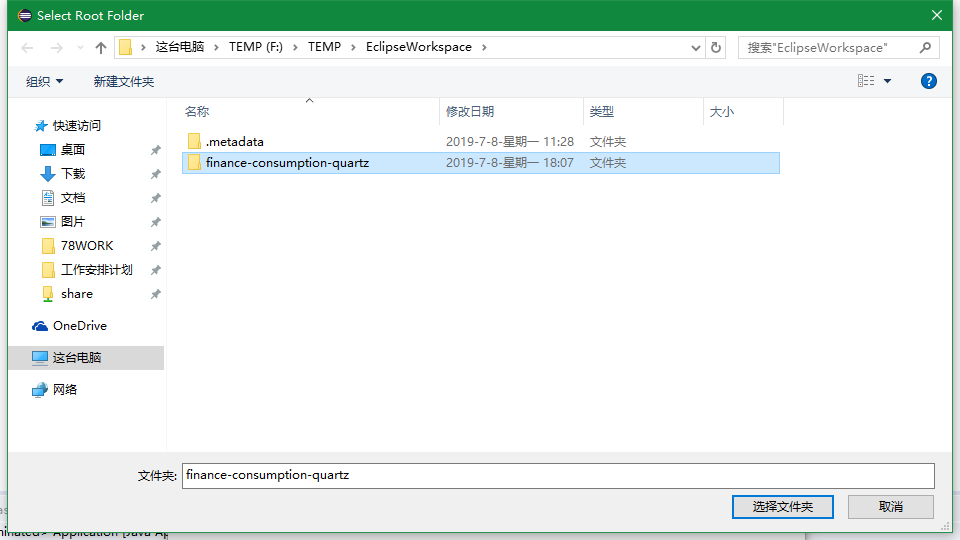 Select Root Folder
这台电脑 TEMP (F:) TEMP EclipseWorkspace
搜索"EclipseWorkspace"
组织 新建文件夹
名称 修改日期 类型 大小
快速访问
桌面
下载
文档
图片
78WORK
工作安排计划
share
OneDrive
这台电脑
网络
.metadata 2019-7-8-星期一 11:28 文件夹
finance-consumption-quartz 2019-7-8-星期一 18:07 文件夹
文件夹: finance-consumption-quartz
选择文件夹 取消